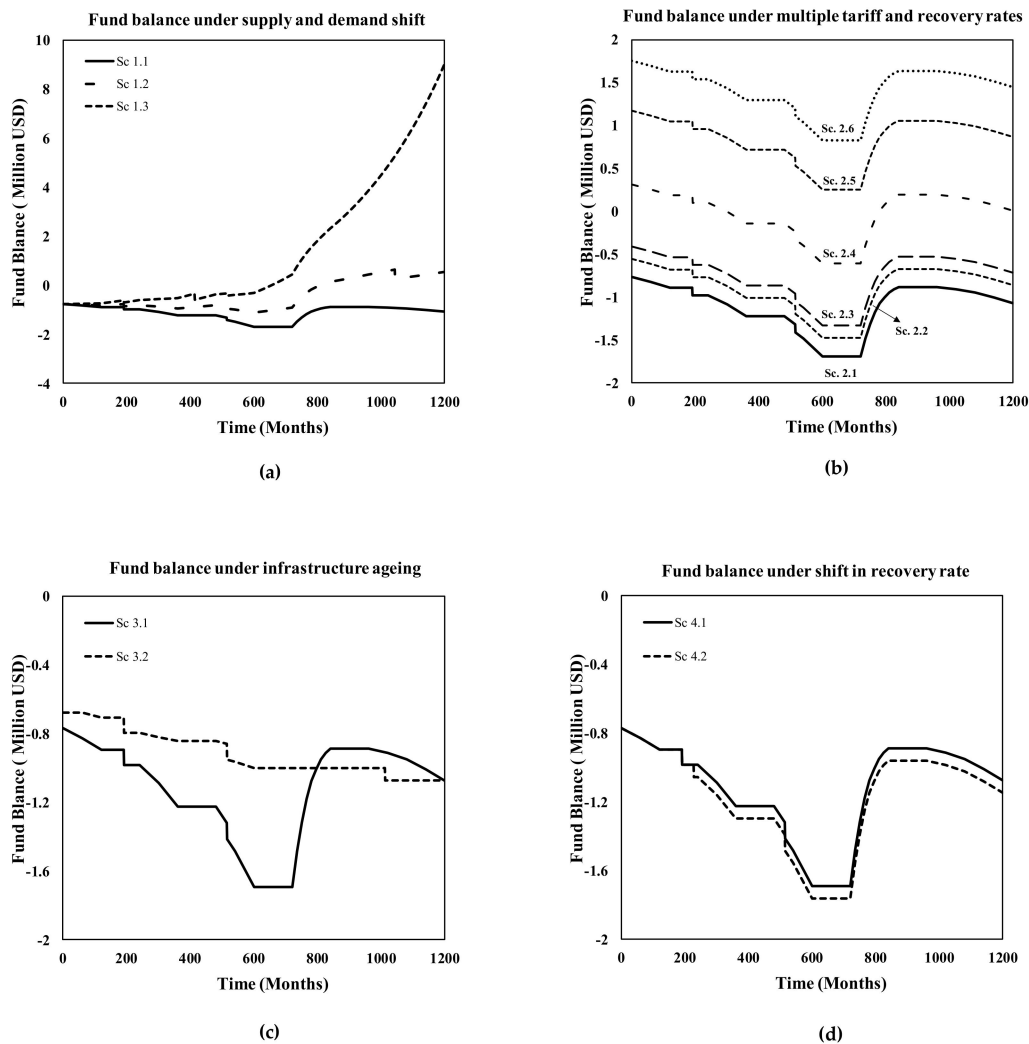 Fund balance under supply and demand shift
Fund Blance ( Million USD)
10
8
6
4
2
0
-2
-4
Sc 1.1
Sc 1.2
Sc 1.3
0 200 400 600 800 1000 1200
Time (Months)
(a)
Fund balance under multiple tariff and recovery rates
Fund Blance ( Million USD)
2
1.5
1
0.5
0
-0.5
-1
-1.5
-2
Sc. 2.6
Sc. 2.5
Sc. 2.4
Sc. 2.3
Sc. 2.2
Sc. 2.1
0 200 400 600 800 1000 1200
Time (Months)
(b)
Fund balance under infrastructure ageing
Fund Blance ( Million USD)
0
-0.4
-0.8
-1.2
-1.6
-2
Sc 3.1
Sc 3.2
0 200 400 600 800 1000 1200
Time (Months)
(c)
Fund balance under shift in recovery rate
Fund Blance ( Million USD)
0
-0.4
-0.8
-1.2
-1.6
-2
Sc 4.1
Sc 4.2
0 200 400 600 800 1000 1200
Time (Months)
(d)